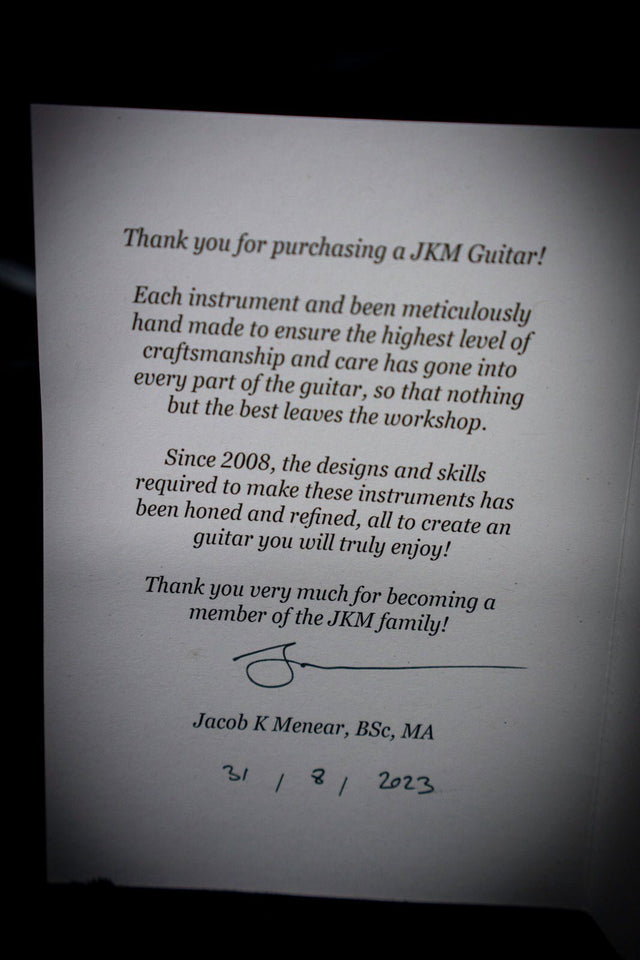 Thank you for purchasing a JKM Guitar!
Each instrument and been meticulously
hand made to ensure the highest level of
craftsmanship and care has gone into
every part of the guitar, so that nothing
but the best leaves the workshop.
Since 2008, the designs and skills
required to make these instruments has
been honed and refined, all to create an
guitar you will truly enjoy!
Thank you very much for becoming a
member of the JKM family!
Jacob K Menear, BSc, MA
31 / 8 / 2023